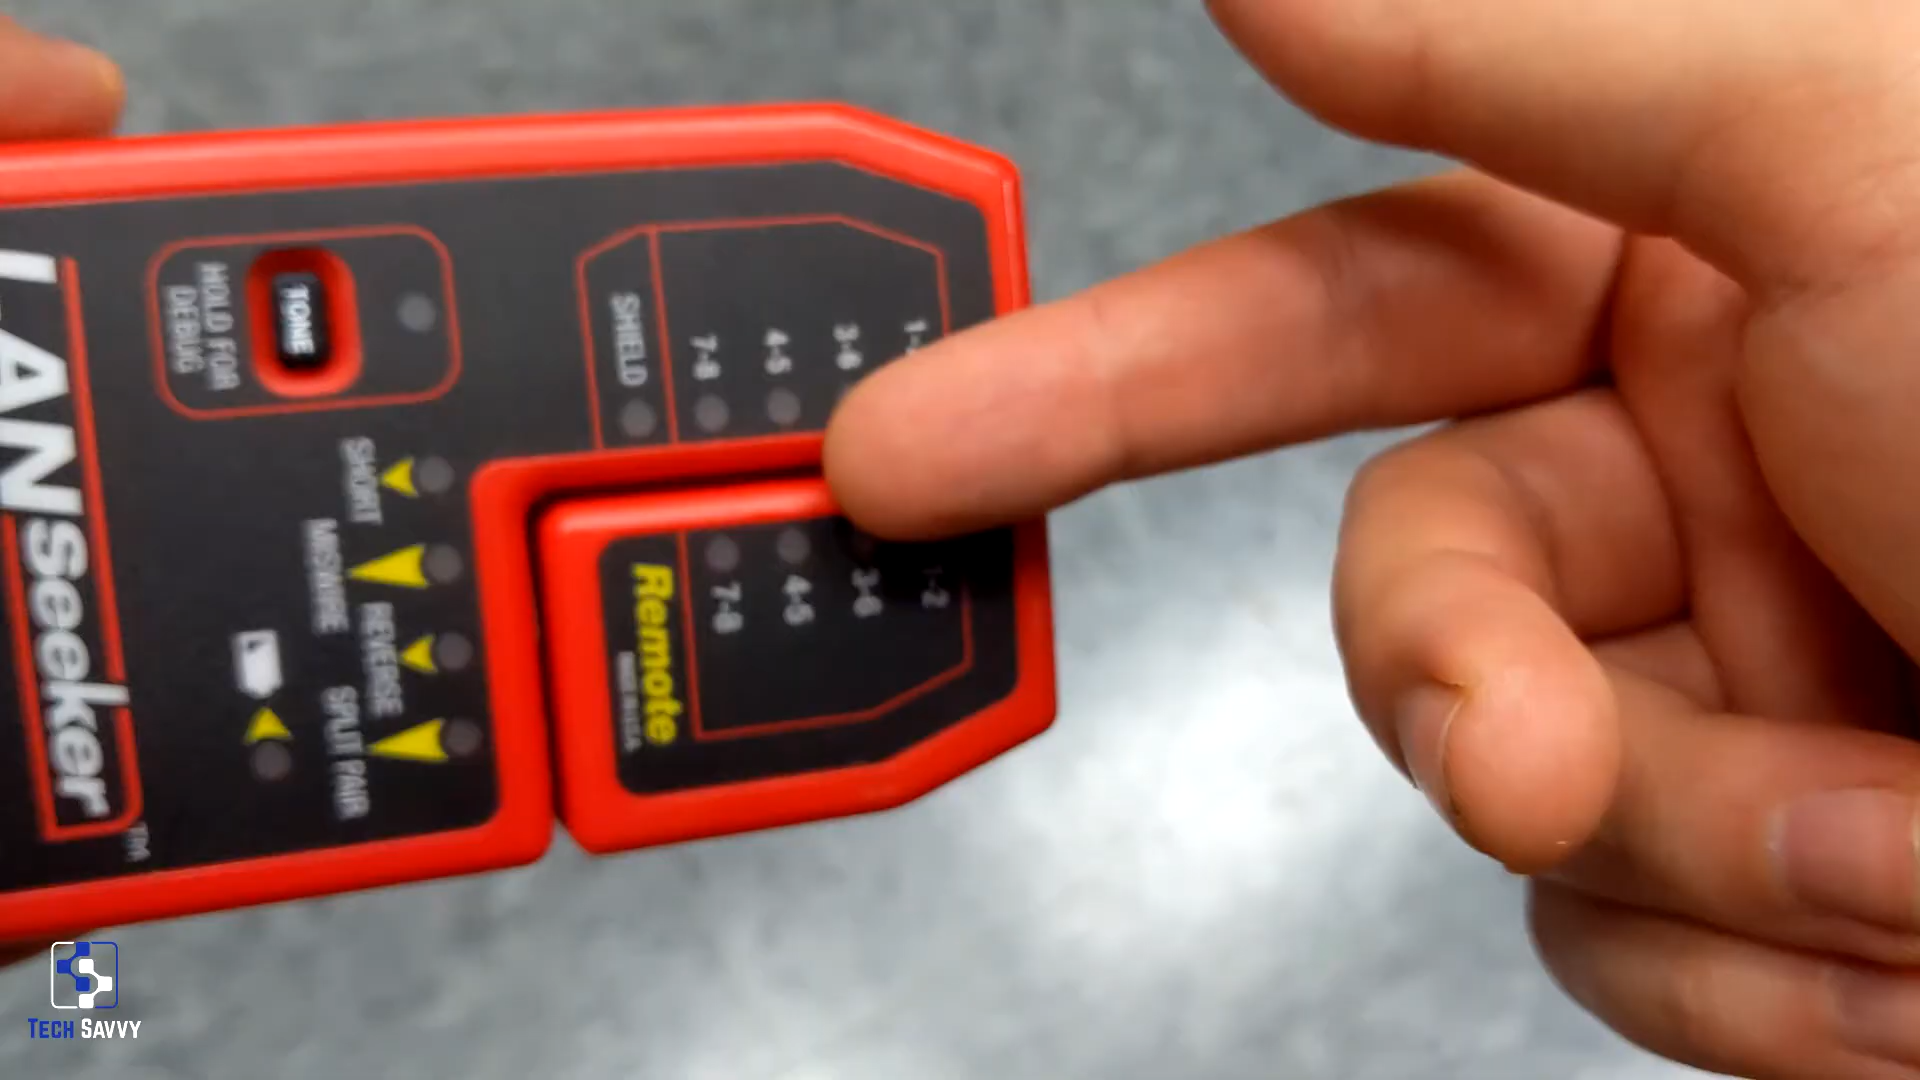 LANSeeker
TM
HOLD FOR
DEBUG
TONE
SHIELD
7-8
4-5
3-6
SHORT
MISWIRE
REVERSE
SPLIT PAIR
Remote
7-8
4-5
3-6
1-2
TECH SAVVY